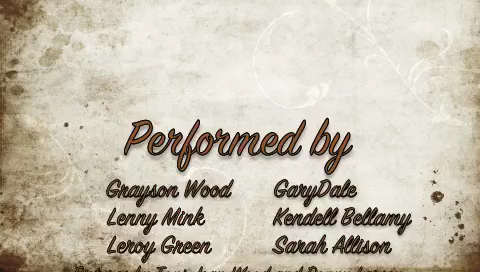 Performed by
Grayson Wood GaryDale
Lenny Mink Kendell Bellamy
Leroy Green Sarah Allison